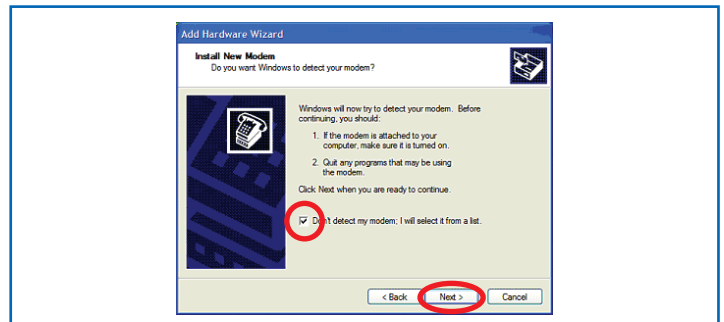 Add Hardware Wizard
Install New Modem
Do you want Windows to detect your modem?
Windows will now try to detect your modem. Before
continuing, you should:
1. If the modem is attached to your
computer, make sure it is turned on.
2. Quit any programs that may be using
the modem.
Click Next when you are ready to continue.
Don't detect my modem; I will select it from a list.
< Back
Next >
Cancel